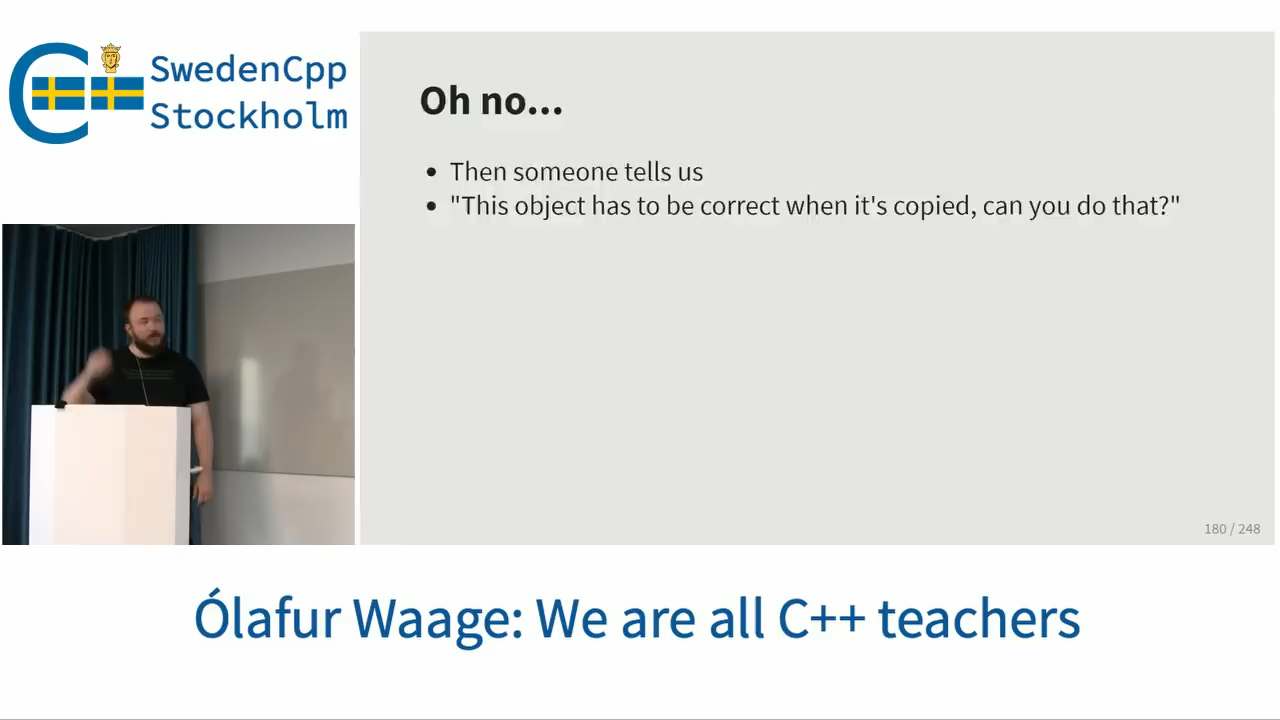 SwedenCpp
Stockholm
Oh no...
• Then someone tells us
• "This object has to be correct when it's copied, can you do that?"
180 / 248
Ólafur Waage: We are all C++ teachers